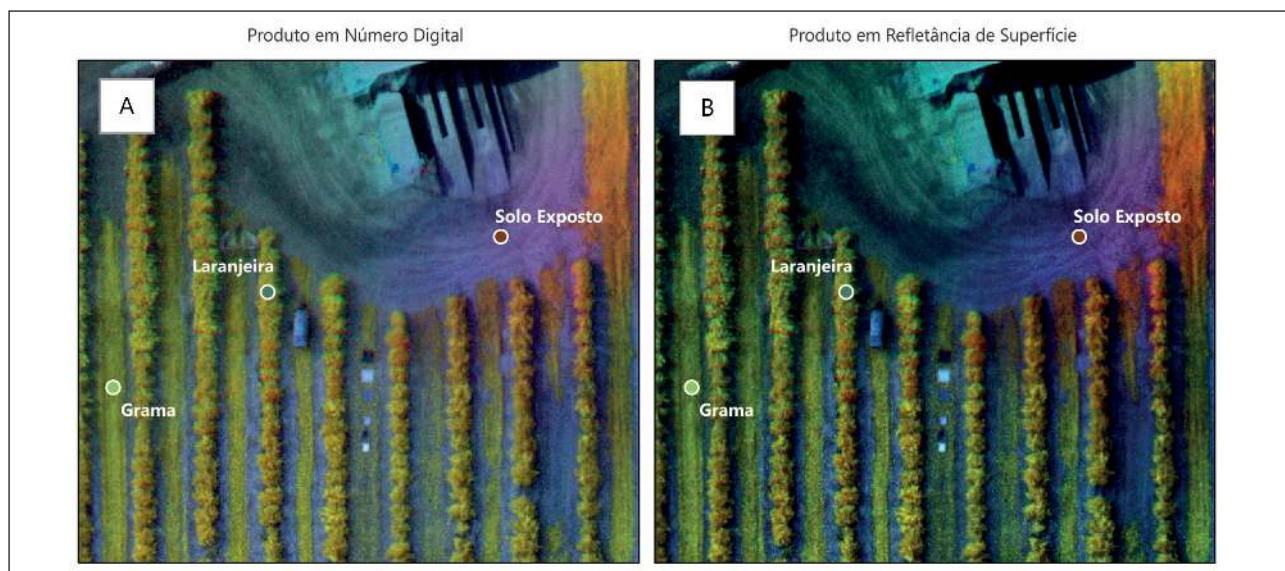 Produto em Número Digital
Produto em Refletância de Superfície
A
Solo Exposto
Laranjeira
Grama
B
Solo Exposto
Laranjeira
Grama